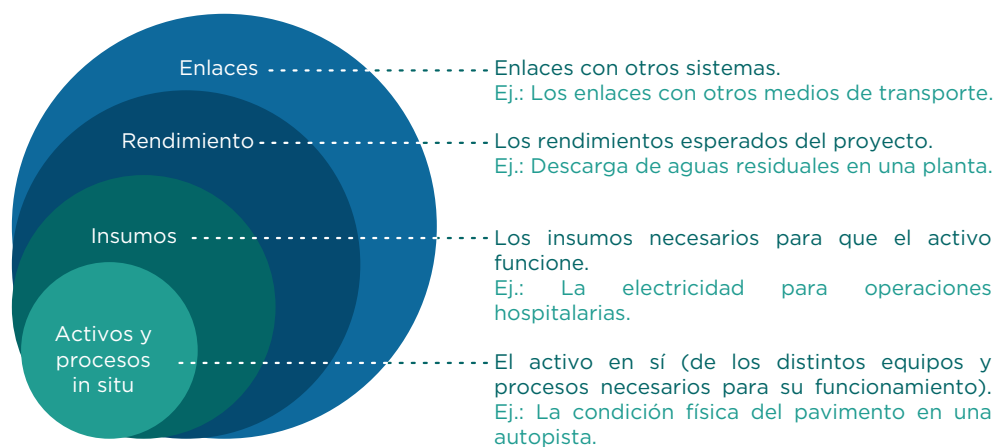 Enlaces
Enlaces con otros sistemas.
Ej.: Los enlaces con otros medios de transporte.
Rendimiento
Los rendimientos esperados del proyecto.
Ej.: Descarga de aguas residuales en una planta.
Insumos
Los insumos necesarios para que el activo
funcione.
Ej.: La electricidad para operaciones
hospitalarias.
Activos y
procesos
in situ
El activo en sí (de los distintos equipos y
procesos necesarios para su funcionamiento).
Ej.: La condición física del pavimento en una
autopista.